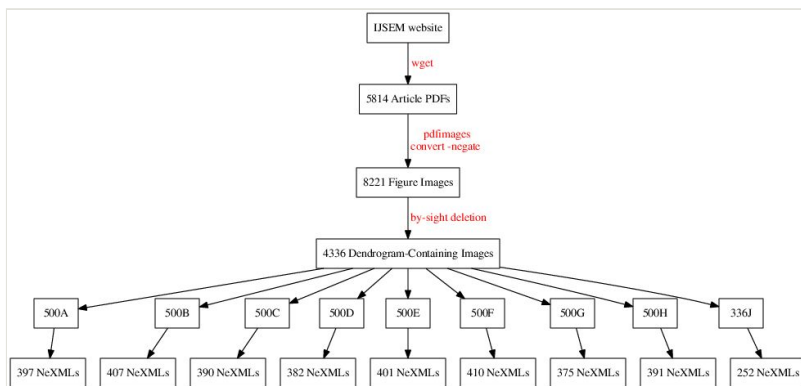 IJSEM website
wget
5814 Article PDFs
pdfimages
convert -negate
8221 Figure Images
by-sight deletion
4336 Dendrogram-Containing Images
500A 500B 500C 500D 500E 500F 500G 500H 336J
397 NeXMLs 407 NeXMLs 390 NeXMLs 382 NeXMLs 401 NeXMLs 410 NeXMLs 375 NeXMLs 391 NeXMLs 252 NeXMLs